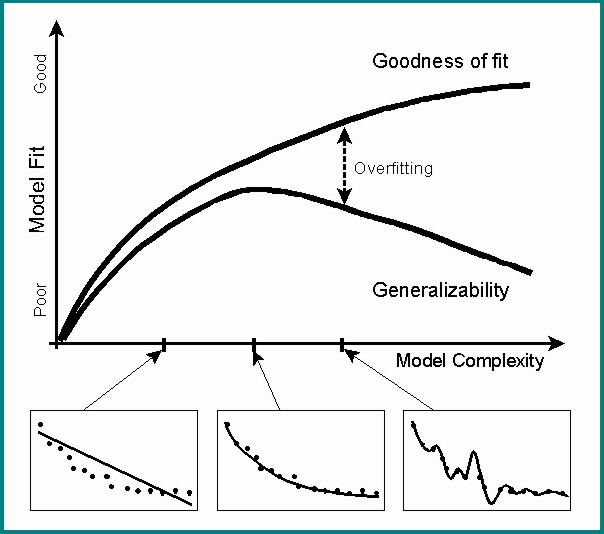 Goodness of fit
Good
Model Fit
Overfitting
Poor
Generalizability
Model Complexity